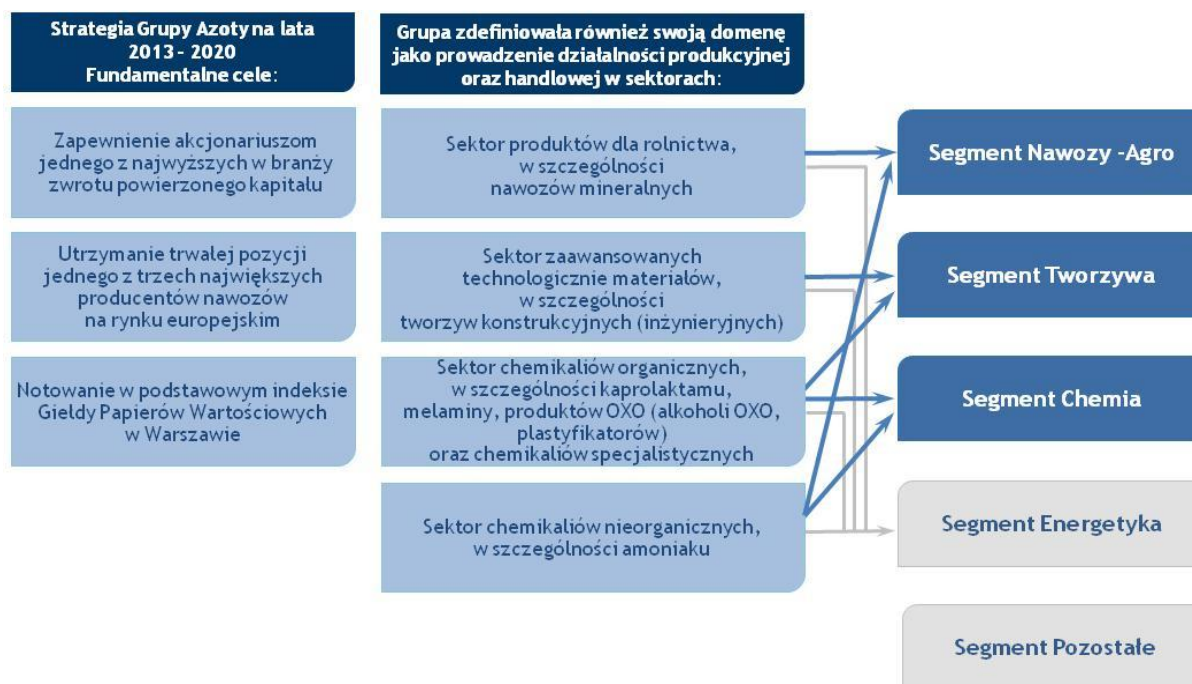 Strategia Grupy Azoty na lata
2013 - 2020
Fundamentalne cele:
Zapewnienie akcjonariuszom
jednego z najwyższych w branży
zwrotu powierzonego kapitału
Utrzymanie trwałej pozycji
jednego z trzech największych
producentów nawozów
na rynku europejskim
Notowanie w podstawowym indeksie
Giełdy Papierów Wartościowych
w Warszawie
Grupa zdefiniowała również swoją domenę
jako prowadzenie działalności produkcyjnej
oraz handlowej w sektorach:
Sektor produktów dla rolnictwa,
w szczególności
nawozów mineralnych
Sektor zaawansowanych
technologicznie materiałów,
w szczególności
tworzyw konstrukcyjnych (inżynieryjnych)
Sektor chemikaliów organicznych,
w szczególności kaprolaktamu,
melaminy, produktów OXO (alkoholi OXO,
plastyfikatorów)
oraz chemikaliów specjalistycznych
Sektor chemikaliów nieorganicznych,
w szczególności amoniaku
Segment Nawozy -Agro
Segment Tworzywa
Segment Chemia
Segment Energetyka
Segment Pozostałe